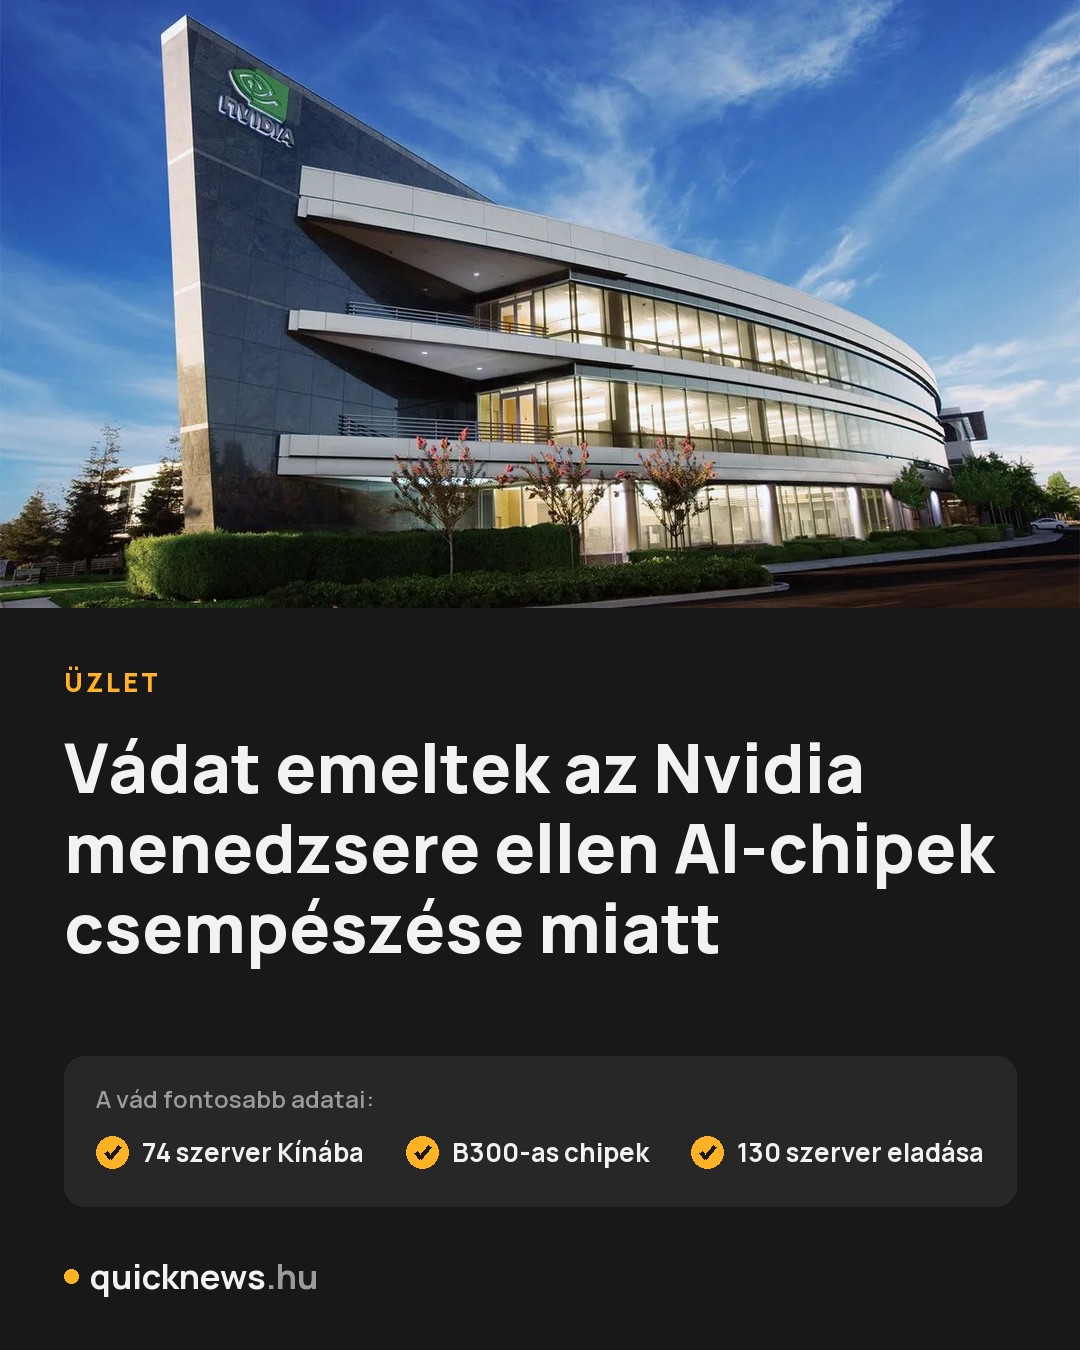 NVIDIA
ÜZLET
Vádat emeltek az Nvidia
menedzsere ellen AI-chipek
csempészése miatt
A vád fontosabb adatai:
74 szerver Kínába B300-as chipek 130 szerver eladása
quicknews.hu